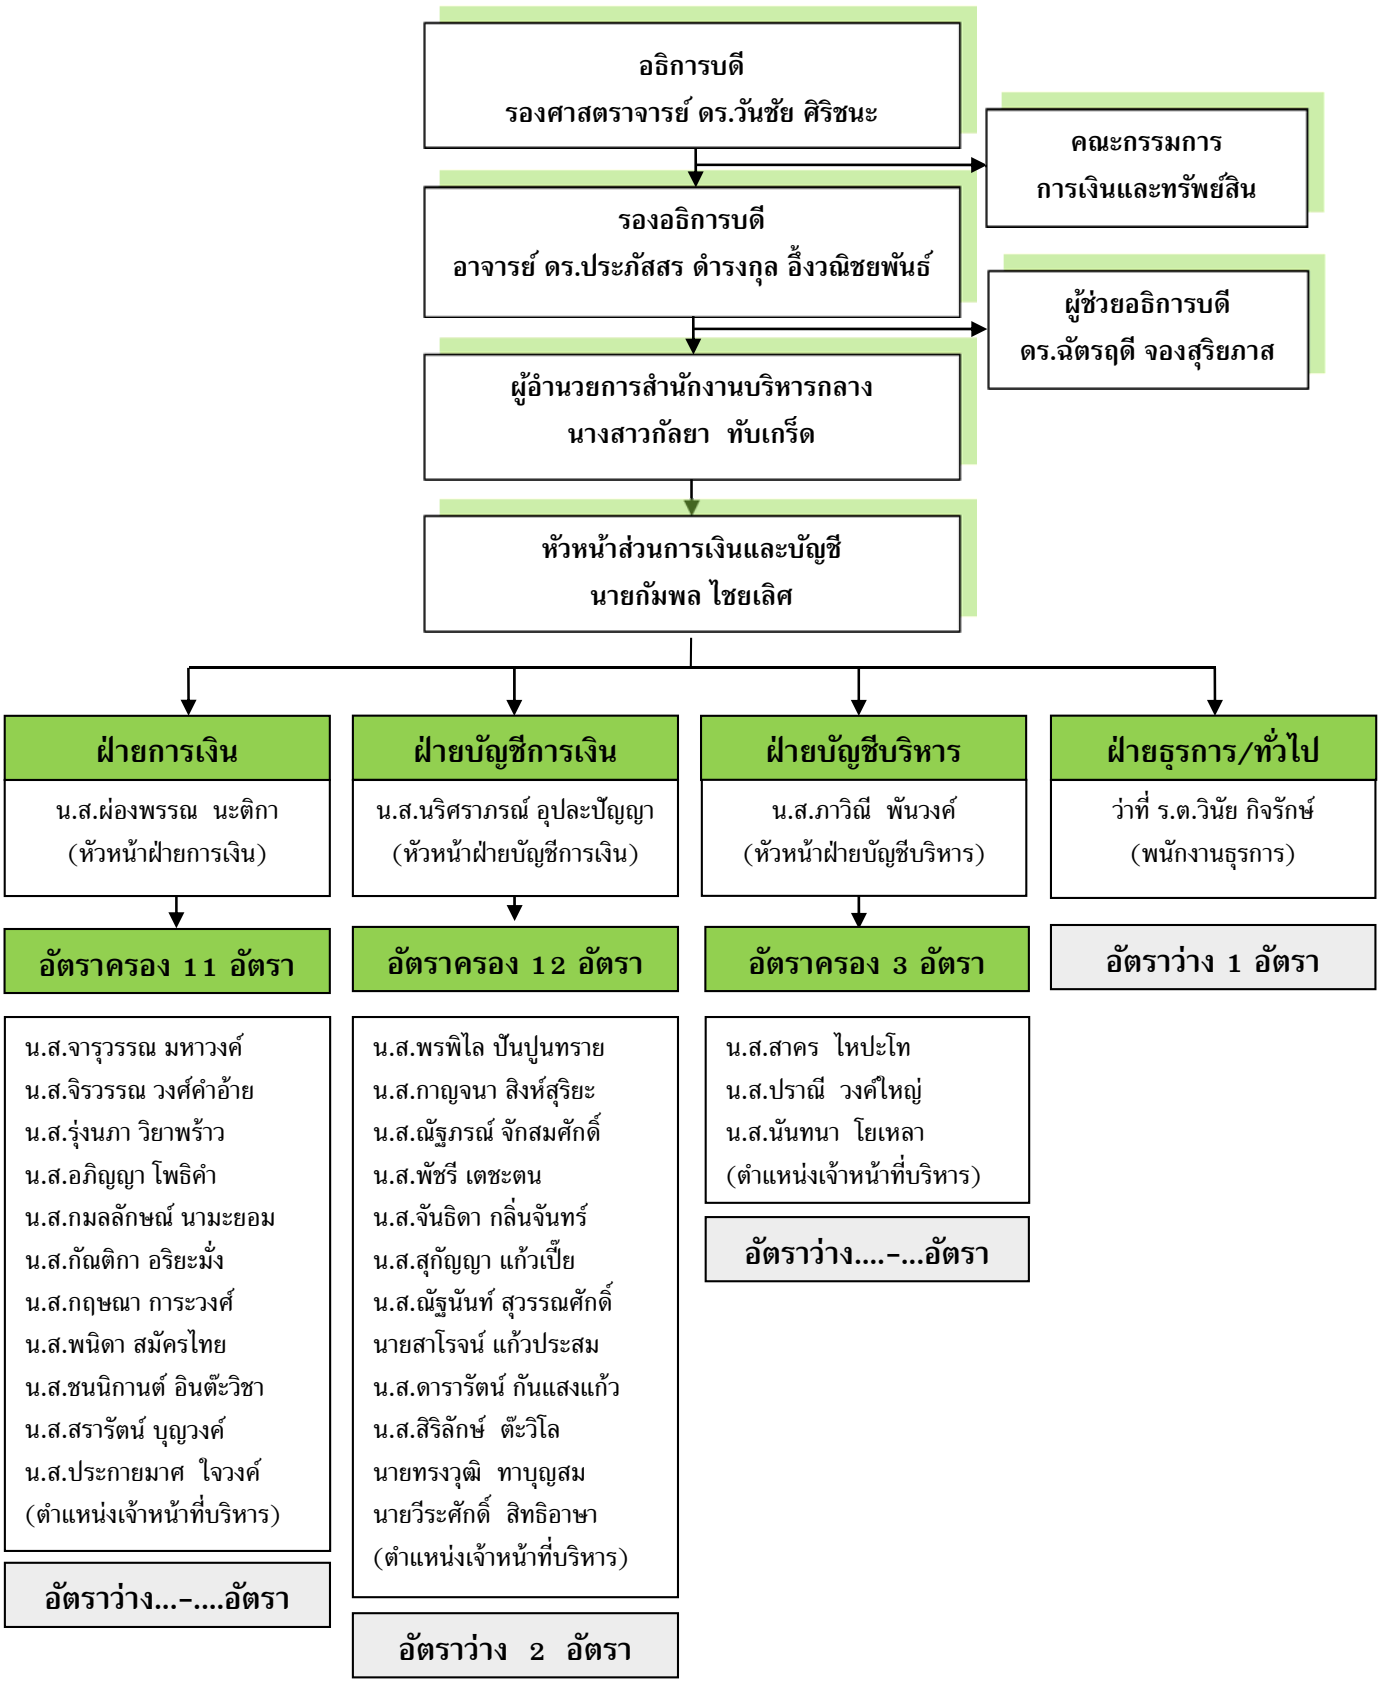 อธิการบดี
รองศาสตราจารย์ ดร.วันชัย ศิริชนะ
คณะกรรมการ
การเงินและทรัพย์สิน
รองอธิการบดี
อาจารย์ ดร.ประภัสสร ดำรงกุล อึ้งวณิชยพันธ์
ผู้ช่วยอธิการบดี
ดร.ฉัตรฤดี จองสุริยภาส
ผู้อำนวยการสำนักงานบริหารกลาง
นางสาวกัลยา ทับเกร็ด
หัวหน้าส่วนการเงินและบัญชี
นายกัมพล ไชยเลิศ
ฝ่ายการเงิน
น.ส.ผ่องพรรณ นะติกา
(หัวหน้าฝ่ายการเงิน)
อัตราครอง 11 อัตรา
น.ส.จารุวรรณ มหาวงค์
น.ส.จิรวรรณ วงศ์คำอ้าย
น.ส.รุ่งนภา วิยาพร้าว
น.ส.อภิญญา โพธิคำ
น.ส.กมลลักษณ์ นามะยอม
น.ส.กัณติกา อริยะมั่ง
น.ส.กฤษณา การะวงศ์
น.ส.พนิดา สมัครไทย
น.ส.ชนนิกานต์ อินต๊ะวิชา
น.ส.สรารัตน์ บุญวงค์
น.ส.ประกายมาศ ใจวงค์
(ตำแหน่งเจ้าหน้าที่บริหาร)
อัตราว่าง...-....อัตรา
ฝ่ายบัญชีการเงิน
น.ส.นริศราภรณ์ อุปละปัญญา
(หัวหน้าฝ่ายบัญชีการเงิน)
อัตราครอง 12 อัตรา
น.ส.พรพิไล ปันปูนทราย
น.ส.กาญจนา สิงห์สุริยะ
น.ส.ณัฐภรณ์ จักสมศักดิ์
น.ส.พัชรี เตชะตน
น.ส.จันธิดา กลิ่นจันทร์
น.ส.สุกัญญา แก้วเปี๊ย
น.ส.ณัฐนันท์ สุวรรณศักดิ์
นายสาโรจน์ แก้วประสม
น.ส.ดารารัตน์ กันแสงแก้ว
น.ส.สิริลักษ์ ต๊ะวิโล
นายทรงวุฒิ ทาบุญสม
นายวีระศักดิ์ สิทธิอาษา
(ตำแหน่งเจ้าหน้าที่บริหาร)
อัตราว่าง 2 อัตรา
ฝ่ายบัญชีบริหาร
น.ส.ภาวิณี พันวงค์
(หัวหน้าฝ่ายบัญชีบริหาร)
อัตราครอง 3 อัตรา
น.ส.สาคร ไหปะโท
น.ส.ปราณี วงค์ใหญ่
น.ส.นันทนา โยเหลา
(ตำแหน่งเจ้าหน้าที่บริหาร)
อัตราว่าง....-...อัตรา
ฝ่ายธุรการ/ทั่วไป
ว่าที่ ร.ต.วินัย กิจรักษ์
(พนักงานธุรการ)
อัตราว่าง 1 อัตรา